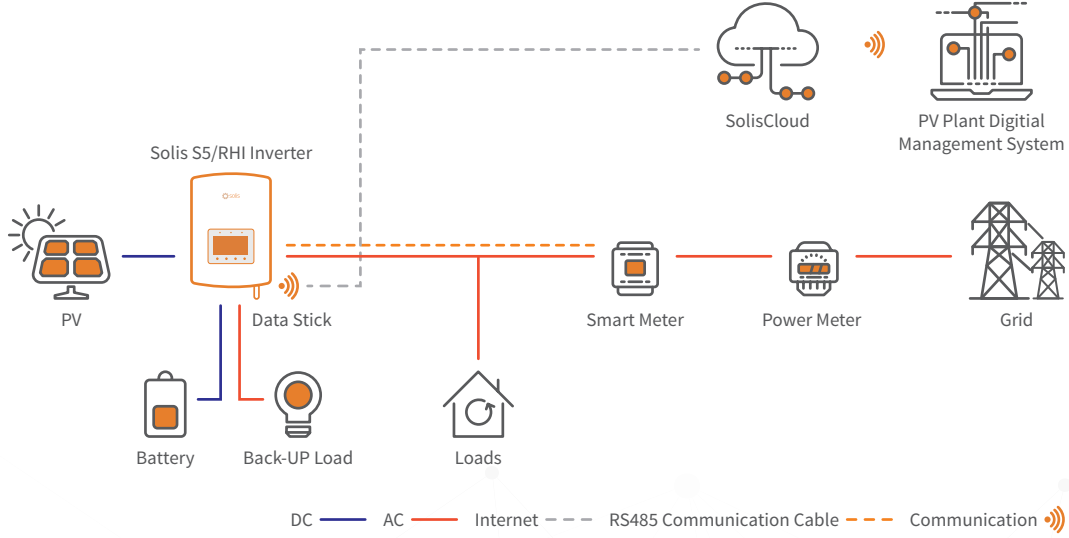 SolisCloud
PV Plant Digitial
Management System
Solis S5/RHI Inverter
solis
PV
Data Stick
Smart Meter
Power Meter
Grid
Battery
Back-UP Load
Loads
DC
AC
Internet
RS485 Communication Cable
Communication